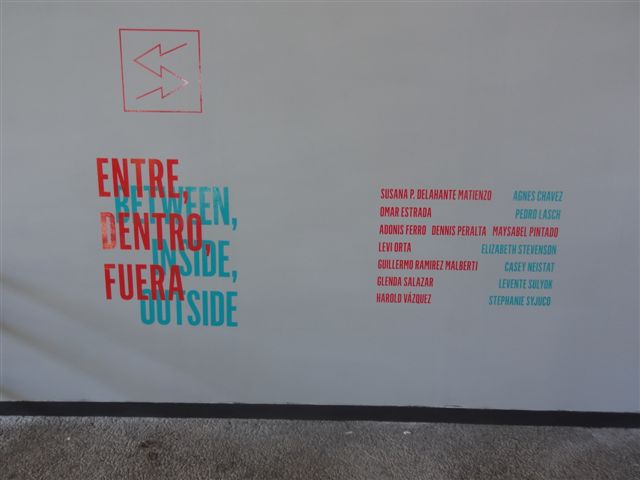 ENTRE,
BETWEEN,
DENTRO,
INSIDE,
FUERA
OUTSIDE
SUSANA P. DELAHANTE MATIENZO AGNES CHAVEZ
OMAR ESTRADA PEDRO LASCH
ADONIS FERRO DENNIS PERALTA MAYSABEL PINTADO
LEVI ORTA ELIZABETH STEVENSON
GUILLERMO RAMIREZ MALBERTI CASEY NEISTAT
GLENDA SALAZAR LEVENTE SULYOK
HAROLD VÁZQUEZ STEPHANIE SYJUCO